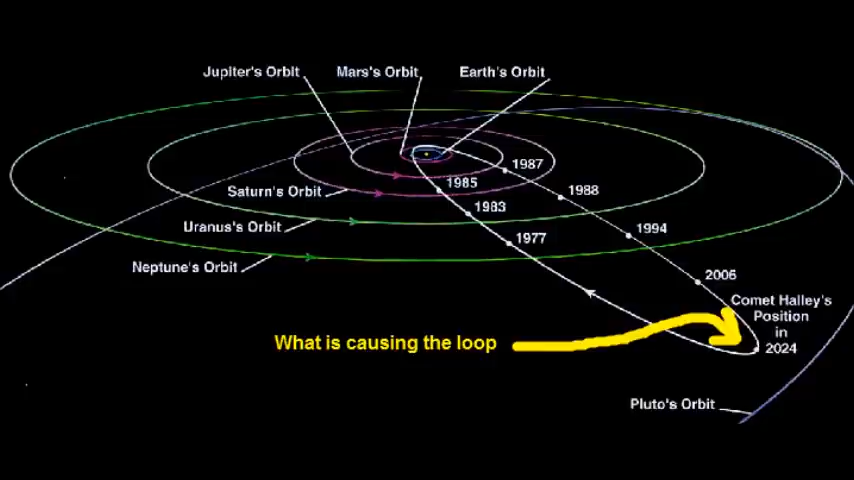 Jupiter's Orbit
Mars's Orbit
Earth's Orbit
1987
Saturn's Orbit
1985
1988
1983
Uranus's Orbit
1994
1977
Neptune's Orbit
2006
Comet Halley's
Position
in
2024
What is causing the loop
Pluto's Orbit